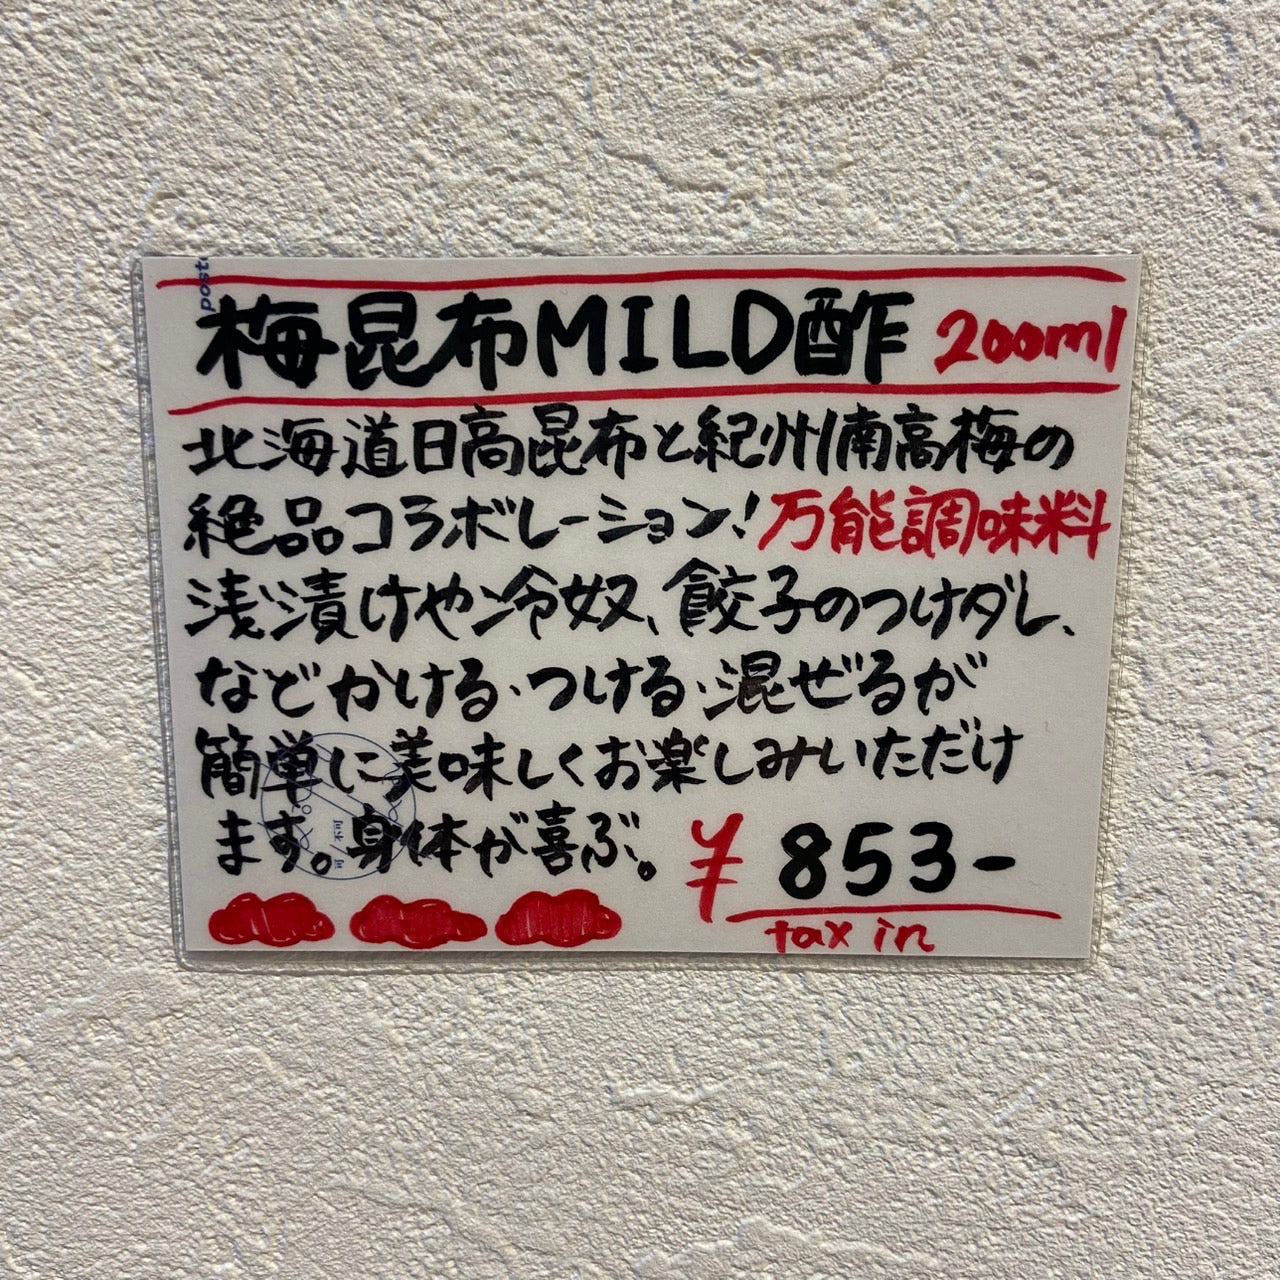 梅昆布MILD酢 200ml
北海道日高昆布と紀州南高梅の
絶品コラボレーション!万能調味料
浅漬けや冷奴、餃子のつけダレ、
などかける・つける・混ぜるが
簡単に美味しくお楽しみいただけ
ます。身体が喜ぶ。
¥853-
tax in